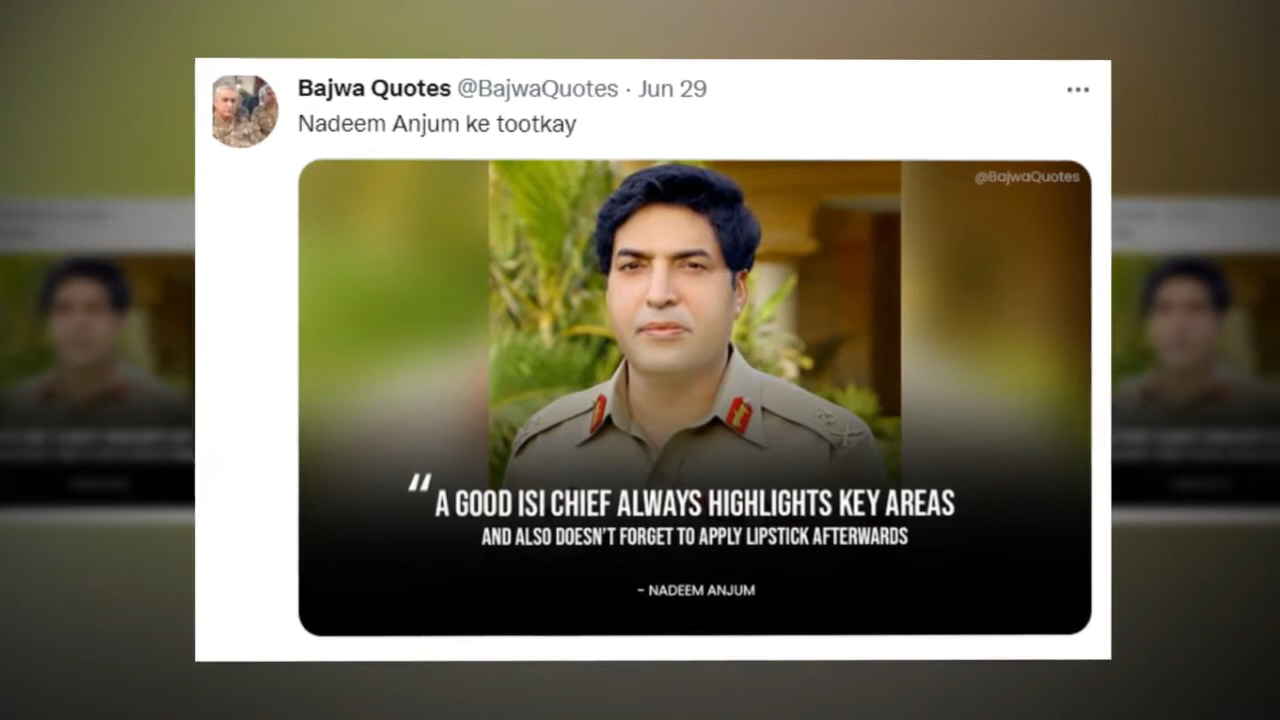 Bajwa Quotes @BajwaQuotes · Jun 29
Nadeem Anjum ke tootkay
@BajwaQuotes
“ A GOOD ISI CHIEF ALWAYS HIGHLIGHTS KEY AREAS
AND ALSO DOESN'T FORGET TO APPLY LIPSTICK AFTERWARDS
- NADEEM ANJUM